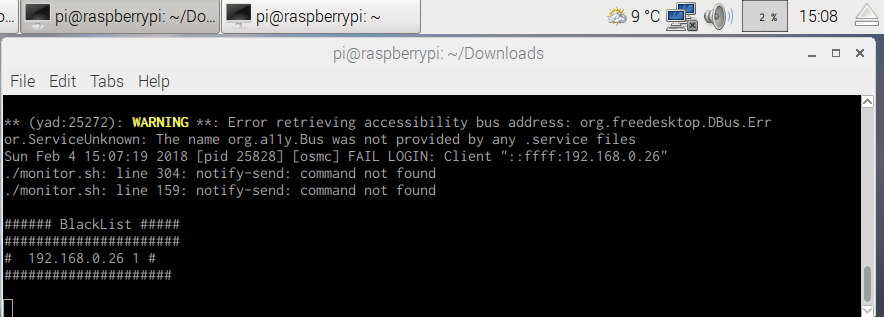 pi@raspberrypi: ~/Do...
pi@raspberrypi: ~
9 °C
2 %
15:08
pi@raspberrypi: ~/Downloads
File Edit Tabs Help
** (yad:25272): WARNING **: Error retrieving accessibility bus address: org.freedesktop.DBus.Err
or.ServiceUnknown: The name org.a11y.Bus was not provided by any .service files
Sun Feb 4 15:07:19 2018 [pid 25828] [osmc] FAIL LOGIN: Client "::ffff:192.168.0.26"
./monitor.sh: line 304: notify-send: command not found
./monitor.sh: line 159: notify-send: command not found
###### BlackList #####
######################
#  192.168.0.26 1 #
#####################